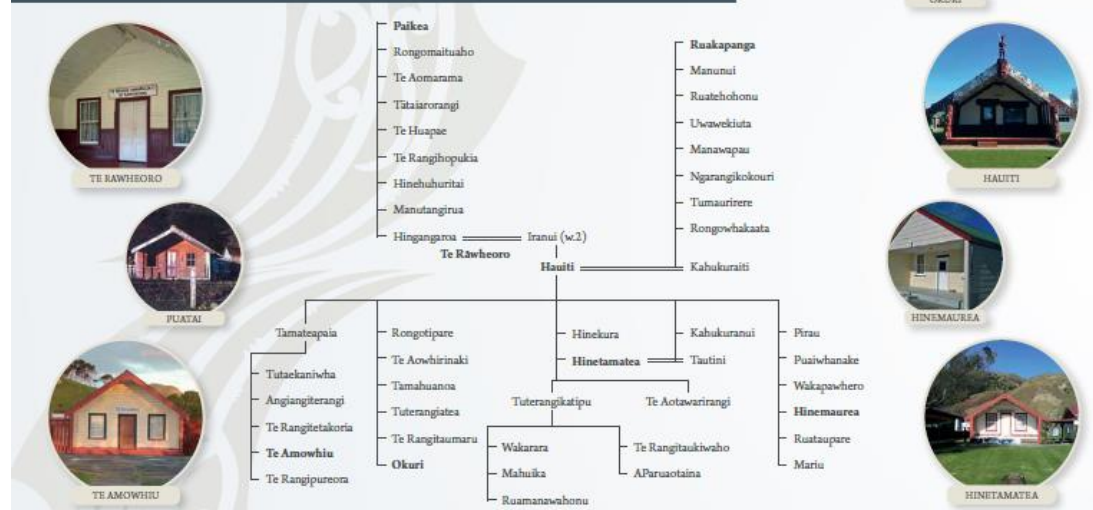 OKURI
Paikea
Rongomaituaho
Te Aomarama
Tātaiarorangi
Te Huapae
Te Rangihopukia
Hinehuhuritai
Manutangirua
Hingangaroa
Iranui (w.2)
Te Rāwheoro
Ruakapanga
Manunui
Ruatehohonu
Uwawekiuta
Manawapau
Ngarangikokouri
Tumaurirere
Rongowhakaata
Hauiti
Kahukuraiti
TE RAWHEORO
HAUITI
PUATAI
HINEMAUREA
TE AMOWHIU
HINETAMATEA
Tamateapaia
Tutaekaniwha
Angiangiterangi
Te Rangitetakoria
Te Amowhiu
Te Rangipureora
Rongotipare
Te Aowhirinaki
Tamahuanoa
Tuterangiatea
Te Rangitaumaru
Okuri
Hinekura
Hinetamatea
Kahukuranui
Tautini
Tuterangikatipu
Te Aotawarirangi
Wakarara
Mahuika
Ruamanawahonu
Te Rangitaukiwaho
AParuaotaina
Pirau
Puaiwhanake
Wakapawhero
Hinemaurea
Ruataupare
Mariu